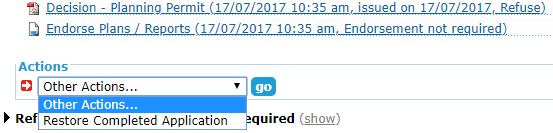 Decision - Planning Permit (17/07/2017 10:35 am, issued on 17/07/2017, Refuse)
Endorse Plans / Reports (17/07/2017 10:35 am, Endorsement not required)
Actions
Other Actions... go
Other Actions...
Restore Completed Application
Ref quired (show)